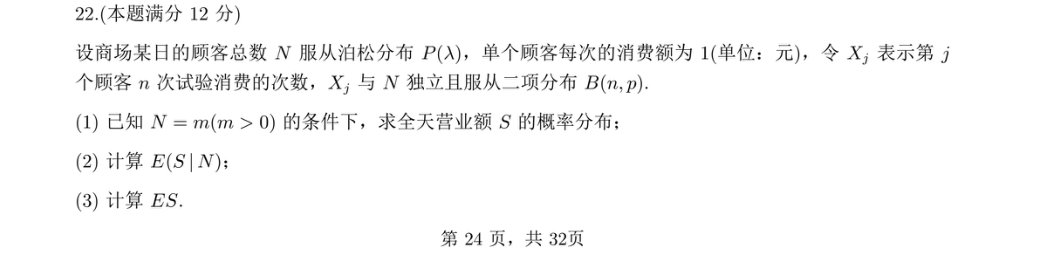 22.(本题满分 12 分)
设商场某日的顾客总数 N 服从泊松分布 P(λ)，单个顾客每次的消费额为 1(单位：元)，令 X_j 表示第 j
个顾客 n 次试验消费的次数，X_j 与 N 独立且服从二项分布 B(n, p).
(1) 已知 N = m(m > 0) 的条件下，求全天营业额 S 的概率分布；
(2) 计算 E(S | N)；
(3) 计算 ES.
第 24 页，共 32页